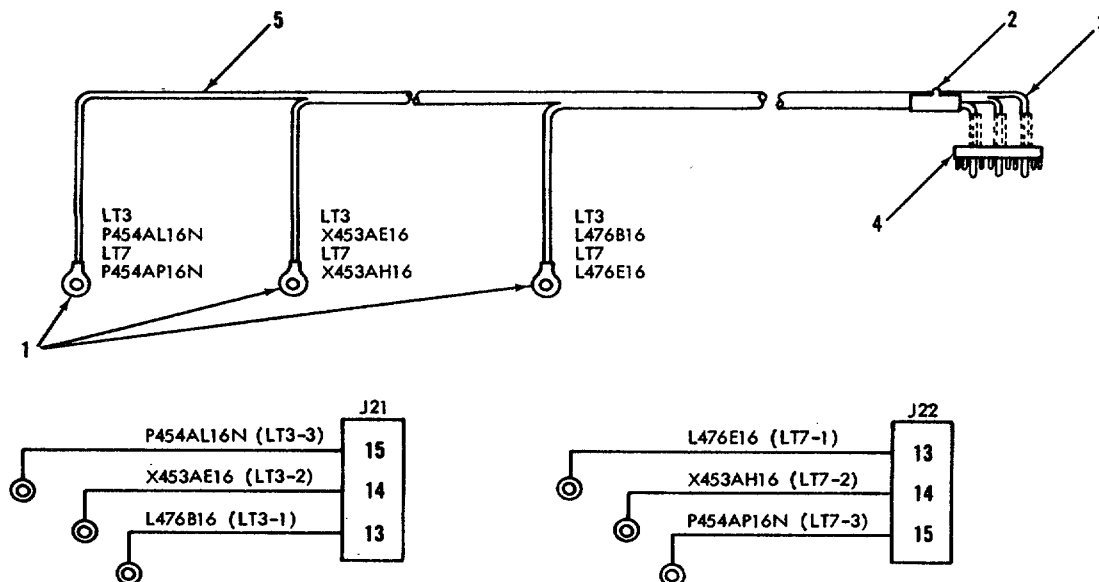 5
2
3
4
LT3
P454AL16N
LT7
P454AP16N
LT3
X453AE16
LT7
X453AH16
LT3
L476B16
LT7
L476E16
1
J21
P454AL16N (LT3-3)
15
X453AE16 (LT3-2)
14
L476B16 (LT3-1)
13
J22
L476E16 (LT7-1)
13
X453AH16 (LT7-2)
14
P454AP16N (LT7-3)
15